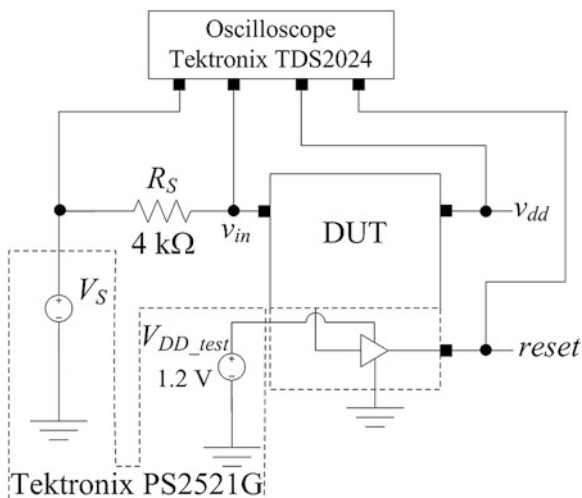 Oscilloscope
Tektronix TDS2024
R_S
4 kΩ
v_in
DUT
v_dd
V_S
V_DD_test
1.2 V
reset
Tektronix PS2521G